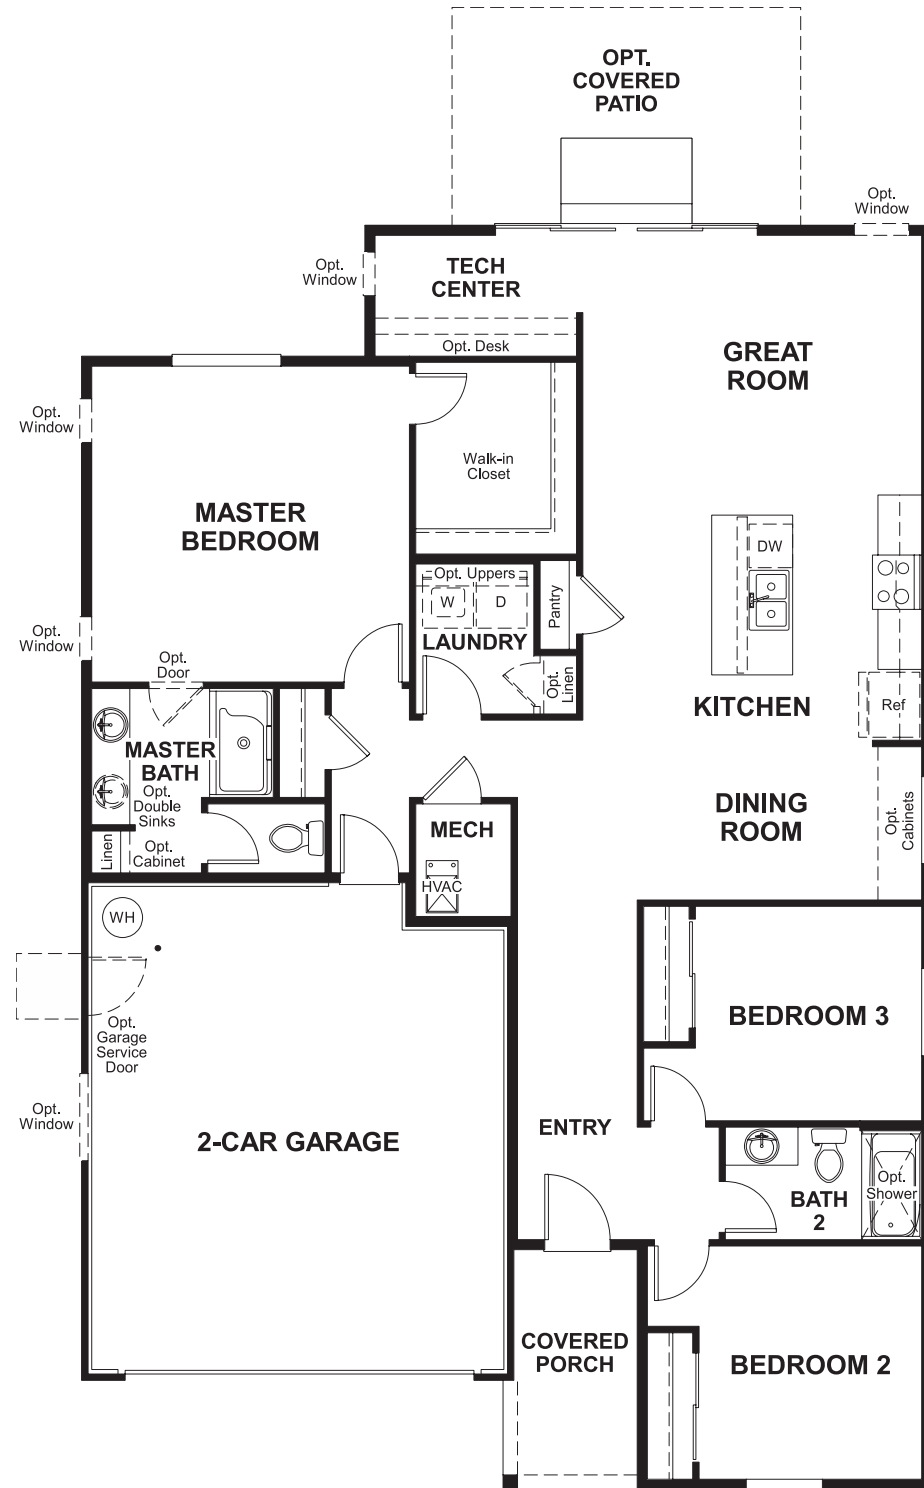 OPT.
COVERED
PATIO
Opt.
Window
Opt.
Window
TECH
CENTER
Opt. Desk
GREAT
ROOM
Opt.
Window
Walk-in
Closet
MASTER
BEDROOM
DW
Opt. Uppers
W
D
Pantry
LAUNDRY
Opt.
Window
Opt.
Door
Opt.
Linen
KITCHEN
Ref
MASTER
BATH
Opt.
Double
Sinks
Linen
Opt.
Cabinet
MECH
HVAC
DINING
ROOM
Opt.
Cabinets
WH
Opt.
Garage
Service
Door
BEDROOM 3
Opt.
Window
2-CAR GARAGE
ENTRY
BATH
2
Opt.
Shower
COVERED
PORCH
BEDROOM 2